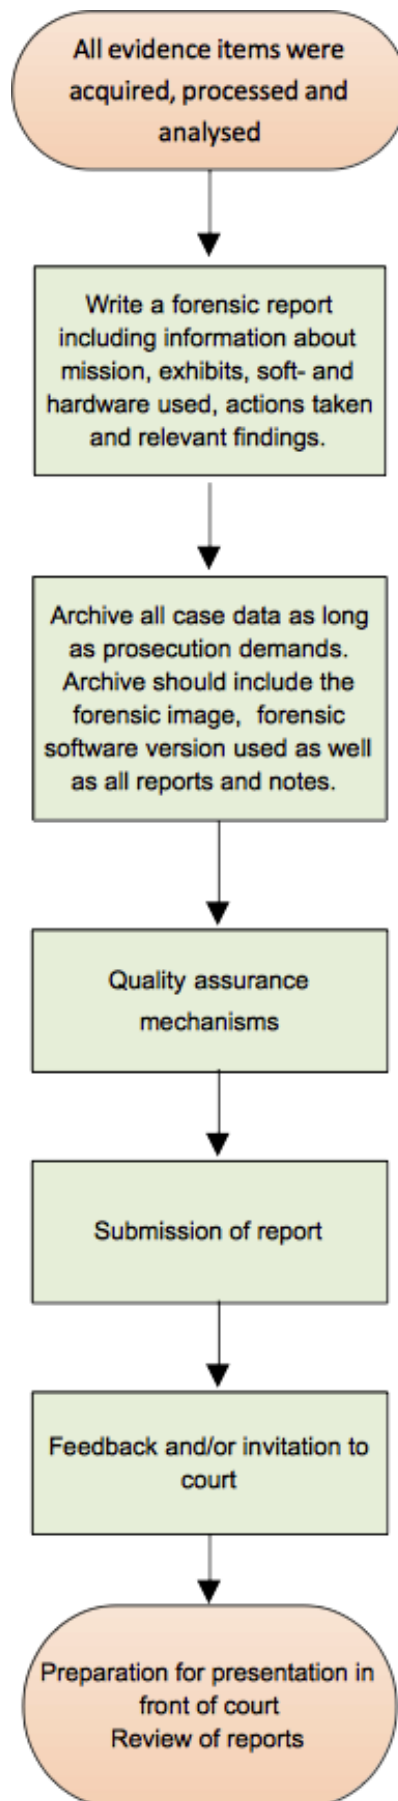 All evidence items were
acquired, processed and
analysed
Write a forensic report
including information about
mission, exhibits, soft- and
hardware used, actions taken
and relevant findings.
Archive all case data as long
as prosecution demands.
Archive should include the
forensic image, forensic
software version used as well
as all reports and notes.
Quality assurance
mechanisms
Submission of report
Feedback and/or invitation to
court
Preparation for presentation in
front of court
Review of reports